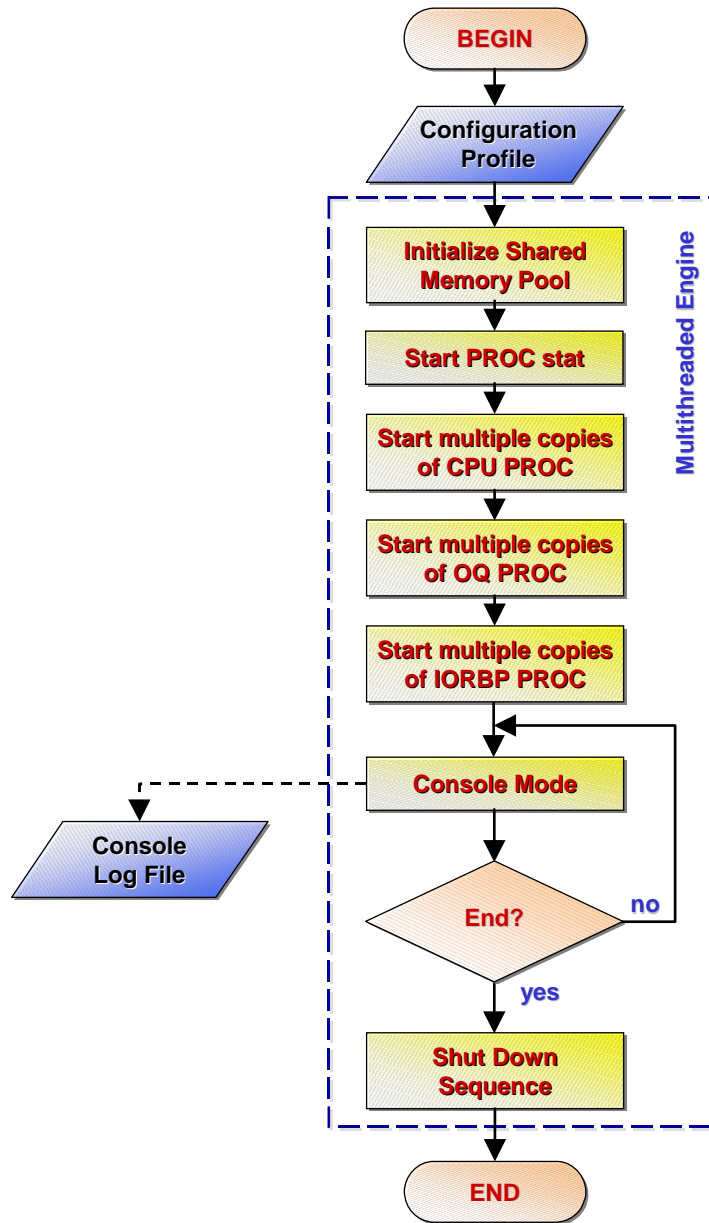 BEGIN
Configuration
Profile
Initialize Shared
Memory Pool
Multithreaded Engine
Start PROC stat
Start multiple copies
of CPU PROC
Start multiple copies
of OQ PROC
Start multiple copies
of IORBP PROC
Console Mode
Console
Log File
End?
no
yes
Shut Down
Sequence
END